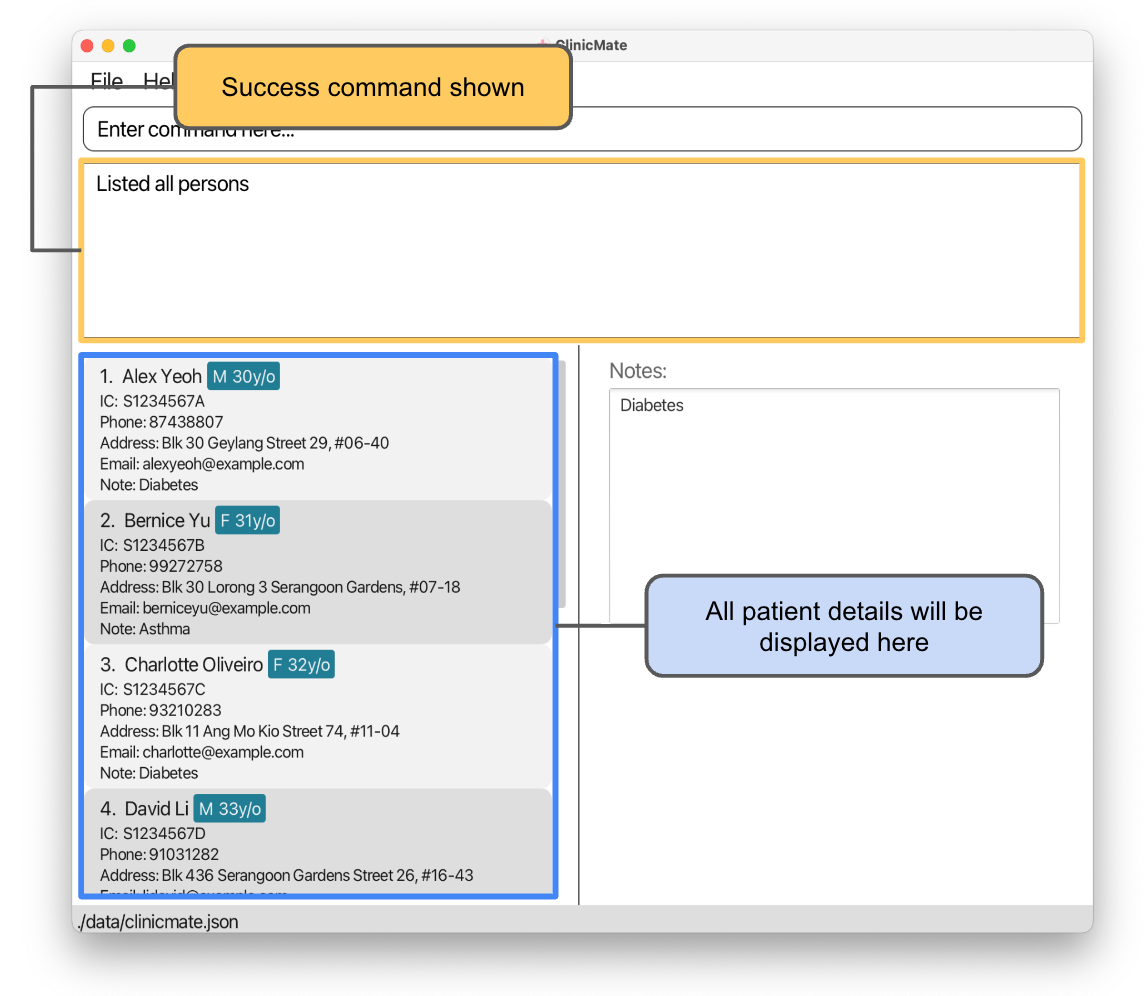 ClinicMate
File Hel
Success command shown
Enter command here...
Listed all persons
1. Alex Yeoh M 30y/o
IC: S1234567A
Phone: 87438807
Address: Blk 30 Geylang Street 29, #06-40
Email: alexyeoh@example.com
Note: Diabetes
2. Bernice Yu F 31y/o
IC: S1234567B
Phone: 99272758
Address: Blk 30 Lorong 3 Serangoon Gardens, #07-18
Email: berniceyu@example.com
Note: Asthma
3. Charlotte Oliveiro F 32y/o
IC: S1234567C
Phone: 93210283
Address: Blk 11 Ang Mo Kio Street 74, #11-04
Email: charlotte@example.com
Note: Diabetes
4. David Li M 33y/o
IC: S1234567D
Phone: 91031282
Address: Blk 436 Serangoon Gardens Street 26, #16-43
Email: lidavid@example.com
Notes:
Diabetes
All patient details will be
displayed here
./data/clinicmate.json